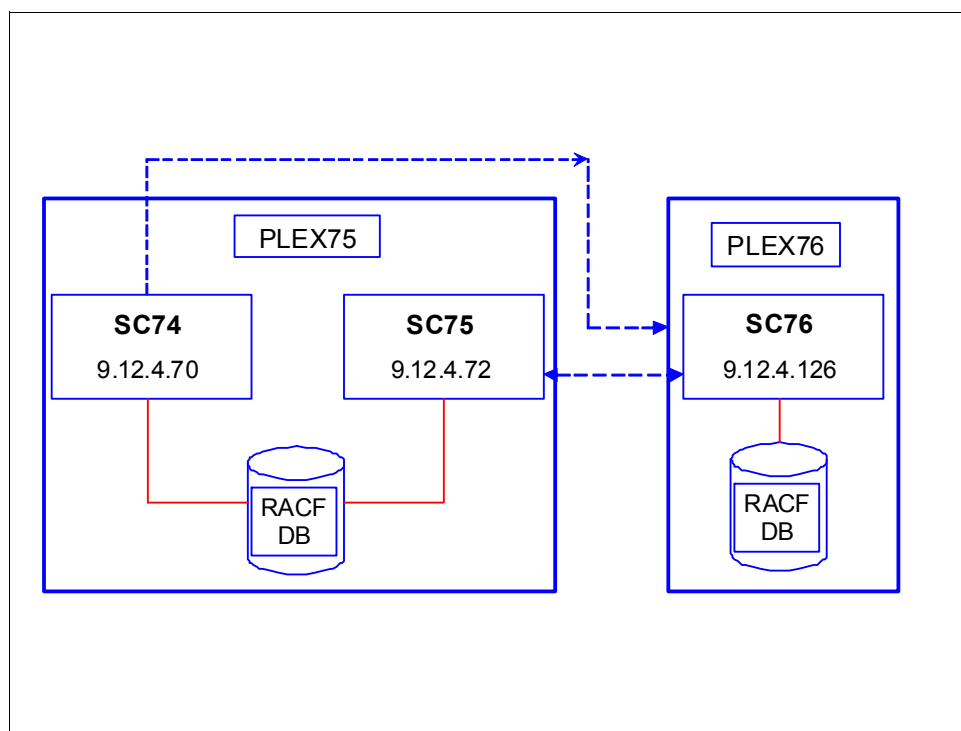 PLEX75
PLEX76
SC74
9.12.4.70
SC75
9.12.4.72
SC76
9.12.4.126
RACF
DB
RACF
DB